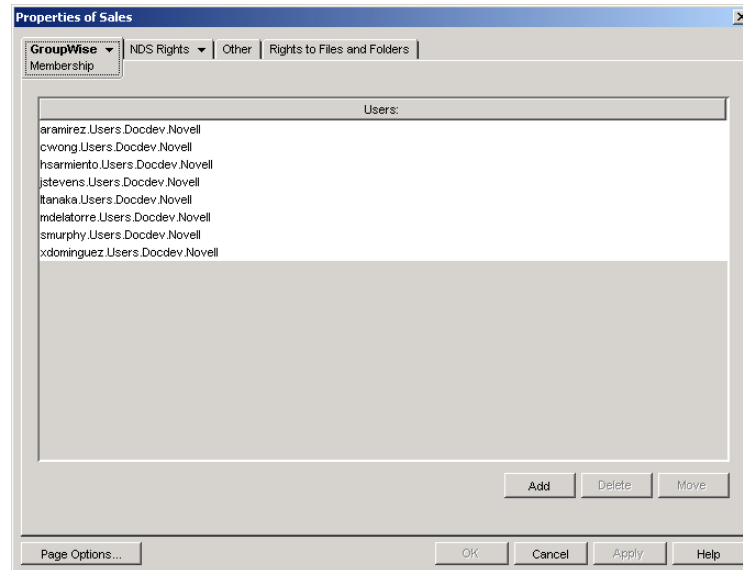 Properties of Sales
GroupWise NDS Rights Other Rights to Files and Folders
Membership
Users:
aramirez.Users.Docdev.Novell
cwong.Users.Docdev.Novell
hsarmiento.Users.Docdev.Novell
jstevens.Users.Docdev.Novell
ltanaka.Users.Docdev.Novell
mdelatorre.Users.Docdev.Novell
smurphy.Users.Docdev.Novell
xdominguez.Users.Docdev.Novell
Add Delete Move
Page Options... OK Cancel Apply Help